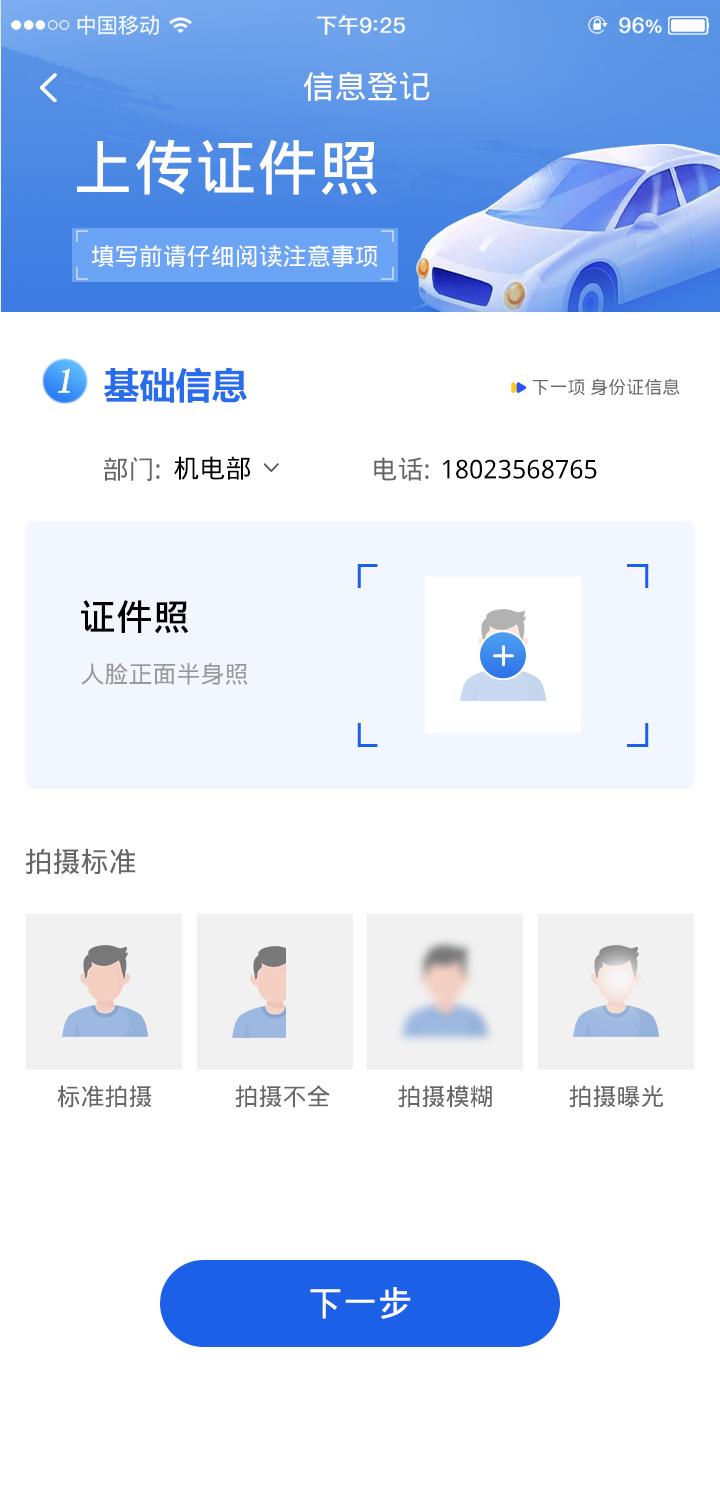 中国移动 下午9:25 96%
信息登记
上传证件照
填写前请仔细阅读注意事项
1 基础信息 下一项 身份证信息
部门: 机电部 电话: 18023568765
证件照
人脸正面半身照
拍摄标准
标准拍摄 拍摄不全 拍摄模糊 拍摄曝光
下一步